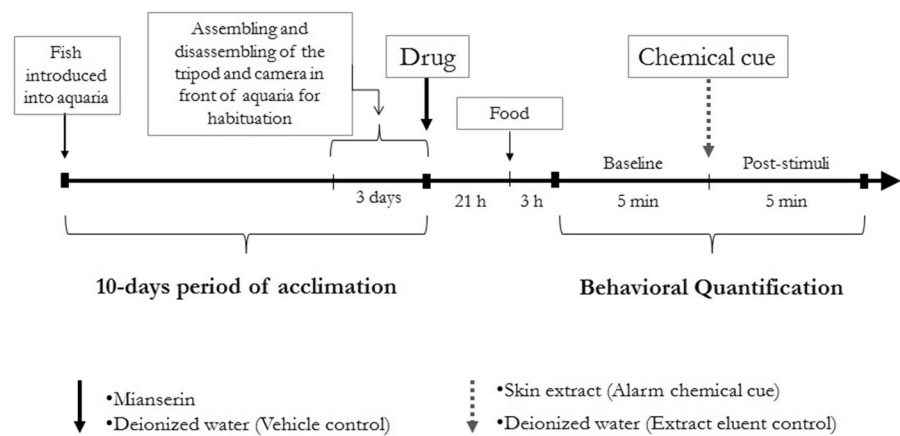 Fish
introduced
into aquaria
Assembling and
disassembling of the
tripod and camera in
front of aquaria for
habituation
Drug
Food
Chemical cue
Baseline
Post-stimuli
3 days
21 h
3 h
5 min
5 min
10-days period of acclimation
Behavioral Quantification
•Mianserin
•Deionized water (Vehicle control)
•Skin extract (Alarm chemical cue)
•Deionized water (Extract eluent control)